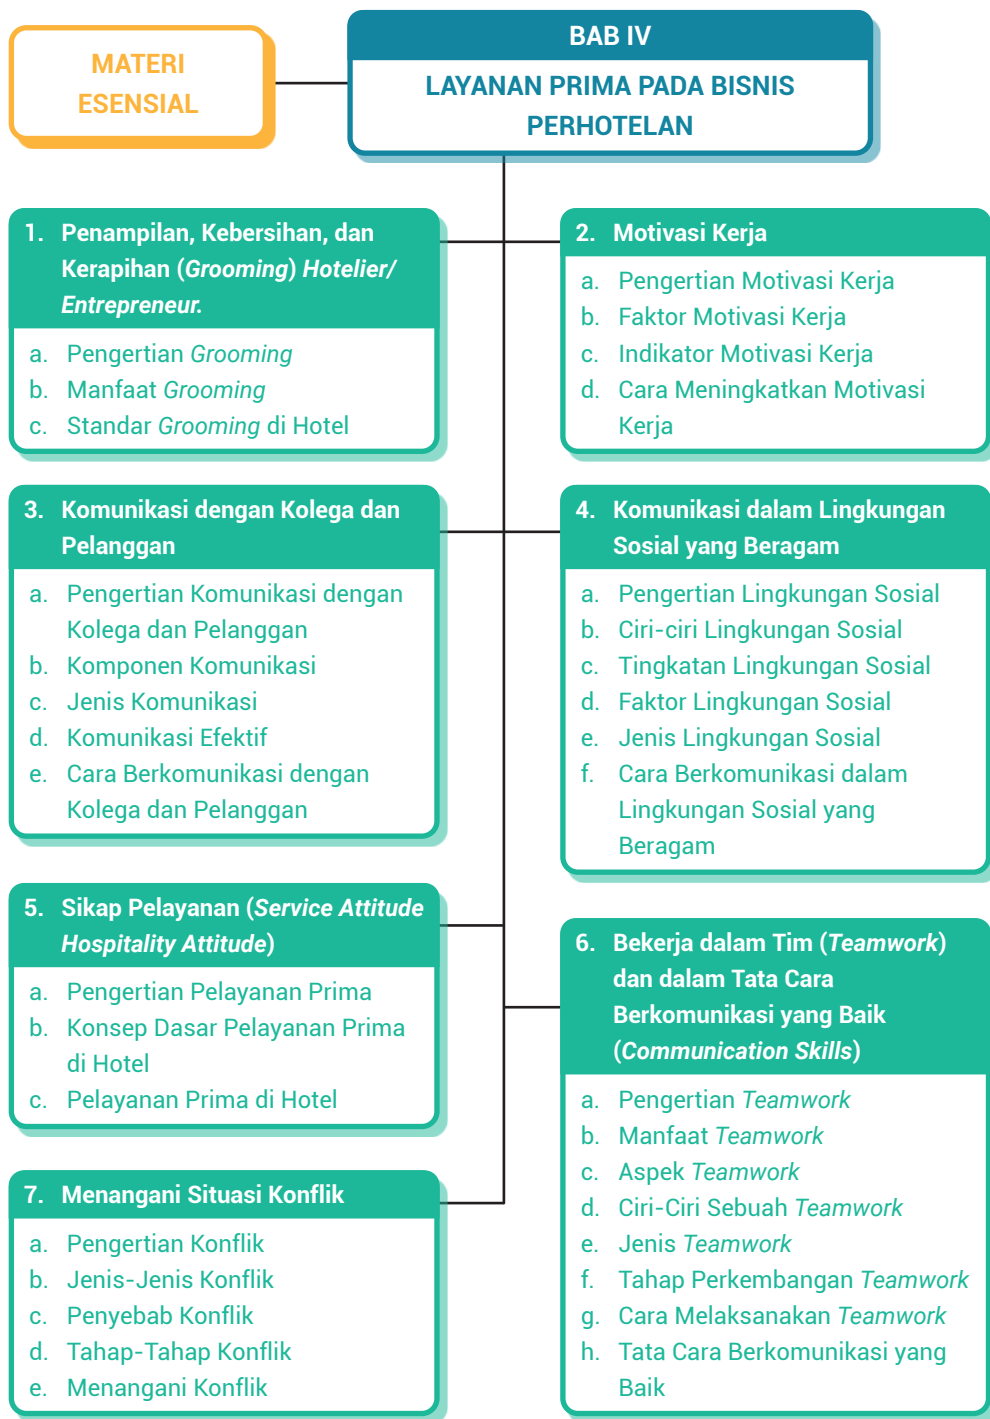 MATERI
ESENSIAL
BAB IV
LAYANAN PRIMA PADA BISNIS
PERHOTELAN
1. Penampilan, Kebersihan, dan
Kerapihan (Grooming) Hotelier/
Entrepreneur.
a. Pengertian Grooming
b. Manfaat Grooming
c. Standar Grooming di Hotel
2. Motivasi Kerja
a. Pengertian Motivasi Kerja
b. Faktor Motivasi Kerja
c. Indikator Motivasi Kerja
d. Cara Meningkatkan Motivasi
Kerja
3. Komunikasi dengan Kolega dan
Pelanggan
a. Pengertian Komunikasi dengan
Kolega dan Pelanggan
b. Komponen Komunikasi
c. Jenis Komunikasi
d. Komunikasi Efektif
e. Cara Berkomunikasi dengan
Kolega dan Pelanggan
4. Komunikasi dalam Lingkungan
Sosial yang Beragam
a. Pengertian Lingkungan Sosial
b. Ciri-ciri Lingkungan Sosial
c. Tingkatan Lingkungan Sosial
d. Faktor Lingkungan Sosial
e. Jenis Lingkungan Sosial
f. Cara Berkomunikasi dalam
Lingkungan Sosial yang
Beragam
5. Sikap Pelayanan (Service Attitude
Hospitality Attitude)
a. Pengertian Pelayanan Prima
b. Konsep Dasar Pelayanan Prima
di Hotel
c. Pelayanan Prima di Hotel
6. Bekerja dalam Tim (Teamwork)
dan dalam Tata Cara
Berkomunikasi yang Baik
(Communication Skills)
a. Pengertian Teamwork
b. Manfaat Teamwork
c. Aspek Teamwork
d. Ciri-Ciri Sebuah Teamwork
e. Jenis Teamwork
f. Tahap Perkembangan Teamwork
g. Cara Melaksanakan Teamwork
h. Tata Cara Berkomunikasi yang
Baik
7. Menangani Situasi Konflik
a. Pengertian Konflik
b. Jenis-Jenis Konflik
c. Penyebab Konflik
d. Tahap-Tahap Konflik
e. Menangani Konflik